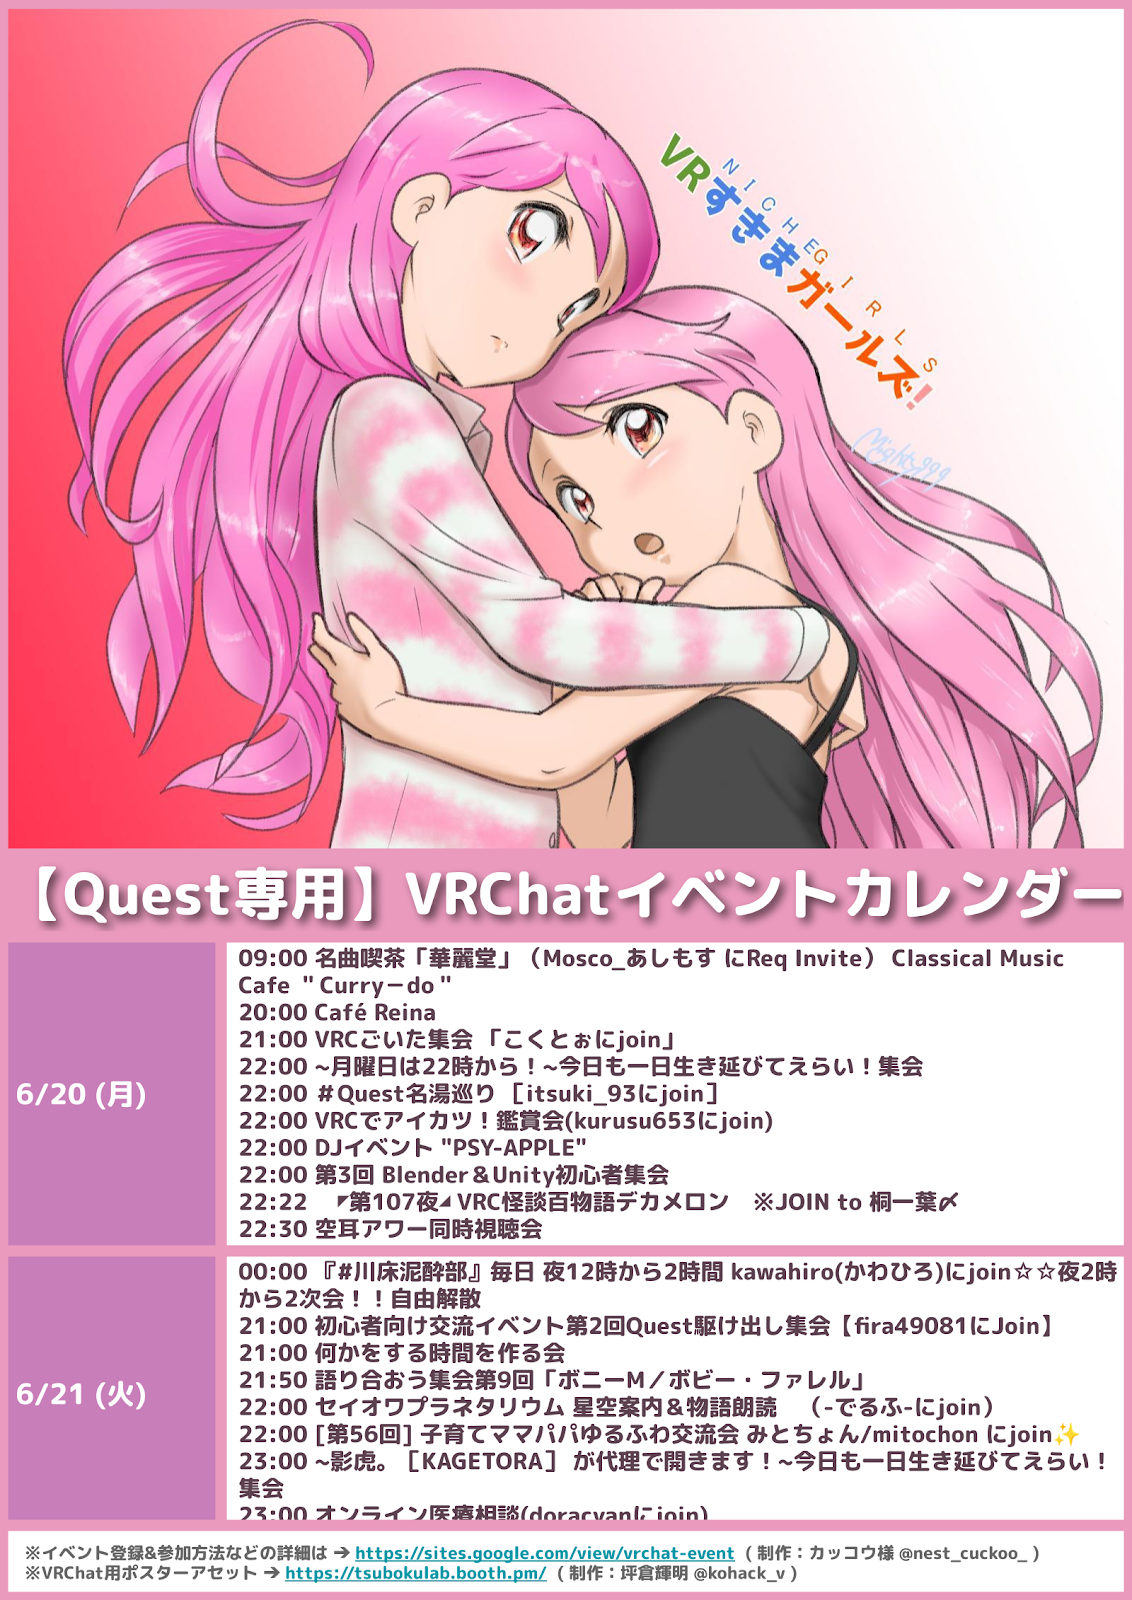 NICHE GIRLS
VRすきまガールズ!
Mighty999
【Quest専用】VRChatイベントカレンダー
6/20 (月)
09:00 名曲喫茶「華麗堂」（Mosco_あしもす にReq Invite） Classical Music
Cafe ＂Curry－do＂
20:00 Café Reina
21:00 VRCごいた集会 「こくとぉにjoin」
22:00 ~月曜日は22時から！~今日も一日生き延びてえらい！集会
22:00 ＃Quest名湯巡り［itsuki_93にjoin］
22:00 VRCでアイカツ！鑑賞会(kurusu653にjoin)
22:00 DJイベント "PSY-APPLE"
22:00 第3回 Blender＆Unity初心者集会
22:22 ◤第107夜◢ VRC怪談百物語デカメロン　※JOIN to 桐一葉〆
22:30 空耳アワー同時視聴会
6/21 (火)
00:00 『#川床泥酔部』毎日 夜12時から2時間 kawahiro(かわひろ)にjoin☆☆夜2時
から2次会！！自由解散
21:00 初心者向け交流イベント第2回Quest駆け出し集会【fira49081にJoin】
21:00 何かをする時間を作る会
21:50 語り合おう集会第9回「ボニーM／ボビー・ファレル」
22:00 セイオワプラネタリウム 星空案内＆物語朗読　（-でるふ-にjoin）
22:00 [第56回] 子育てママパパゆるふわ交流会 みとちょん/mitochon にjoin✨
23:00 ~影虎。［KAGETORA］ が代理で開きます！~今日も一日生き延びてえらい！
集会
23:00 オンライン医療相談(doracyanにjoin)
※イベント登録&参加方法などの詳細は ➔ https://sites.google.com/view/vrchat-event （ 制作：カッコウ様 @nest_cuckoo_ ）
※VRChat用ポスターアセット ➔ https://tsubokulab.booth.pm/ （ 制作：坪倉輝明 @kohack_v ）